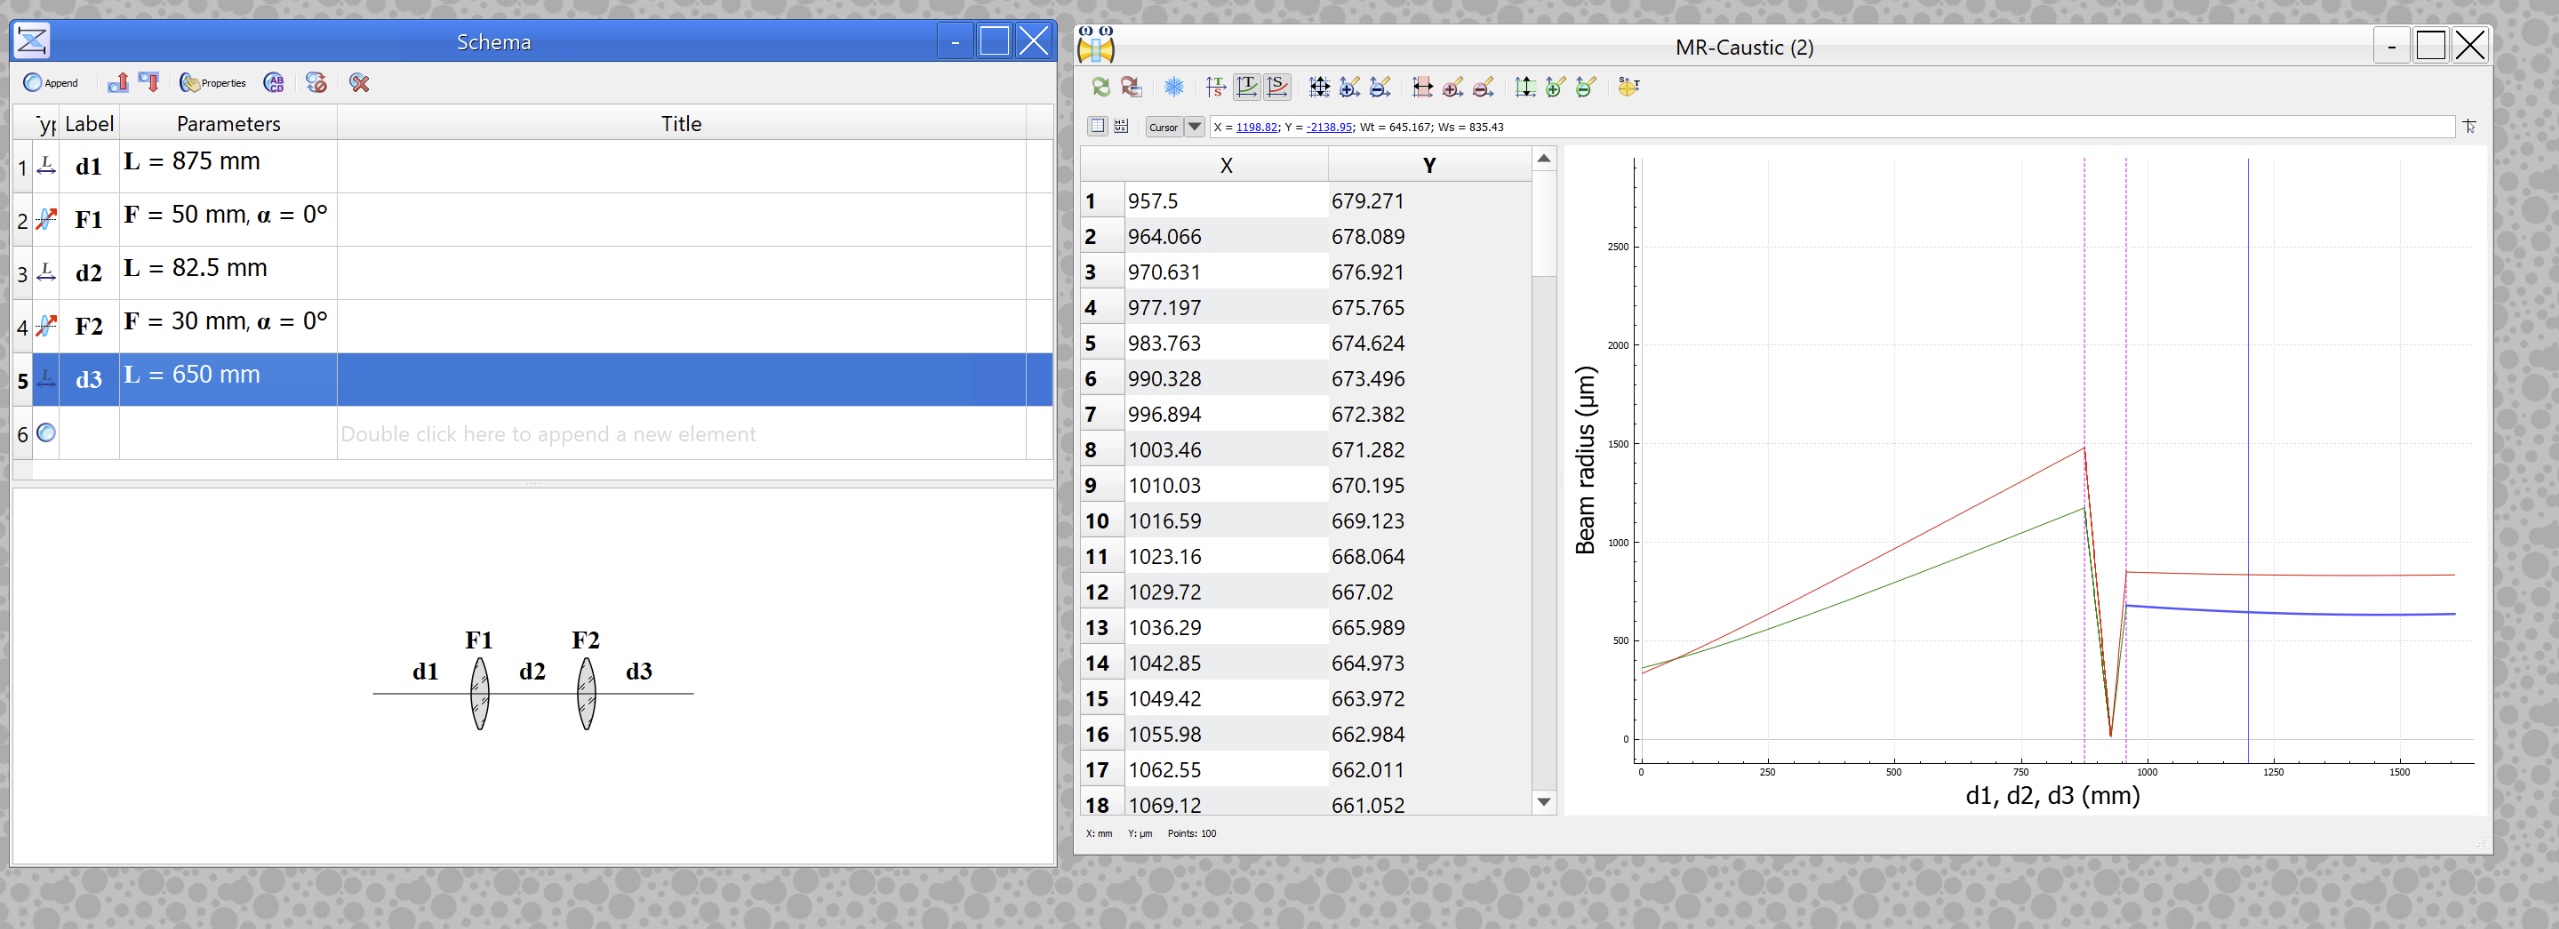 Schema
-
Append
Properties
AB
CD
Typ Label Parameters Title
1 L d1 L = 875 mm
2 F1 F = 50 mm, α = 0°
3 L d2 L = 82.5 mm
4 F2 F = 30 mm, α = 0°
5 L d3 L = 650 mm
6 Double click here to append a new element
F1 F2
d1 d2 d3
MR-Caustic (2)
-
T
S
T
S
S T
Cursor X = 1198.82; Y = -2138.95; Wt = 645.167; Ws = 835.43
X Y
1 957.5 679.271
2 964.066 678.089
3 970.631 676.921
4 977.197 675.765
5 983.763 674.624
6 990.328 673.496
7 996.894 672.382
8 1003.46 671.282
9 1010.03 670.195
10 1016.59 669.123
11 1023.16 668.064
12 1029.72 667.02
13 1036.29 665.989
14 1042.85 664.973
15 1049.42 663.972
16 1055.98 662.984
17 1062.55 662.011
18 1069.12 661.052
X: mm Y: µm Points: 100
Beam radius (µm)
2500
2000
1500
1000
500
0
0 250 500 750 1000 1250 1500
d1, d2, d3 (mm)